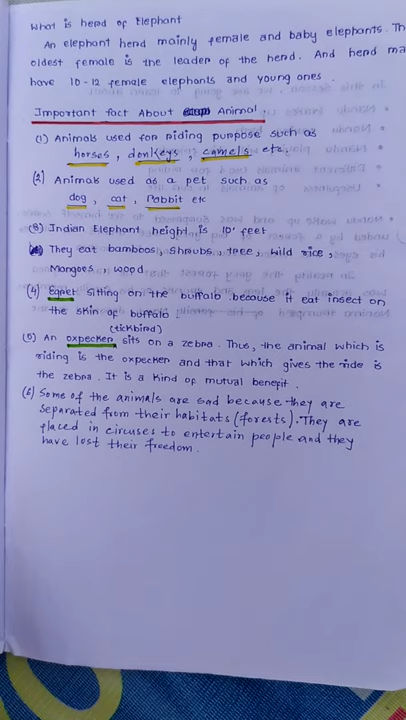 What is herd of Elephant
An elephant herd mainly female and baby elephants. Th
oldest female is the leader of the herd. And herd ma
have 10-12 female elephants and young ones.
Important fact About Animal.
(1) Animals used for riding purpose such as
horses, donkeys, camels etc.
(2) Animals used as a pet such as
dog, cat, Rabbit etc
(3) Indian Elephant height is 10' feet
They eat bamboos, shrubs, tree, wild rice,
Mangoes, wood
(4) Egret sitting on the buffalo because it eat insect on
the skin of buffalo.
(tickbird)
(5) An oxpecker sits on a zebra. Thus, the animal which is
riding is the oxpecker and that which gives the ride is
the zebra. It is a kind of mutual benefit.
(6) Some of the animals are sad because they are
separated from their habitats (forests). They are
placed in circuses to entertain people and they
have lost their freedom.